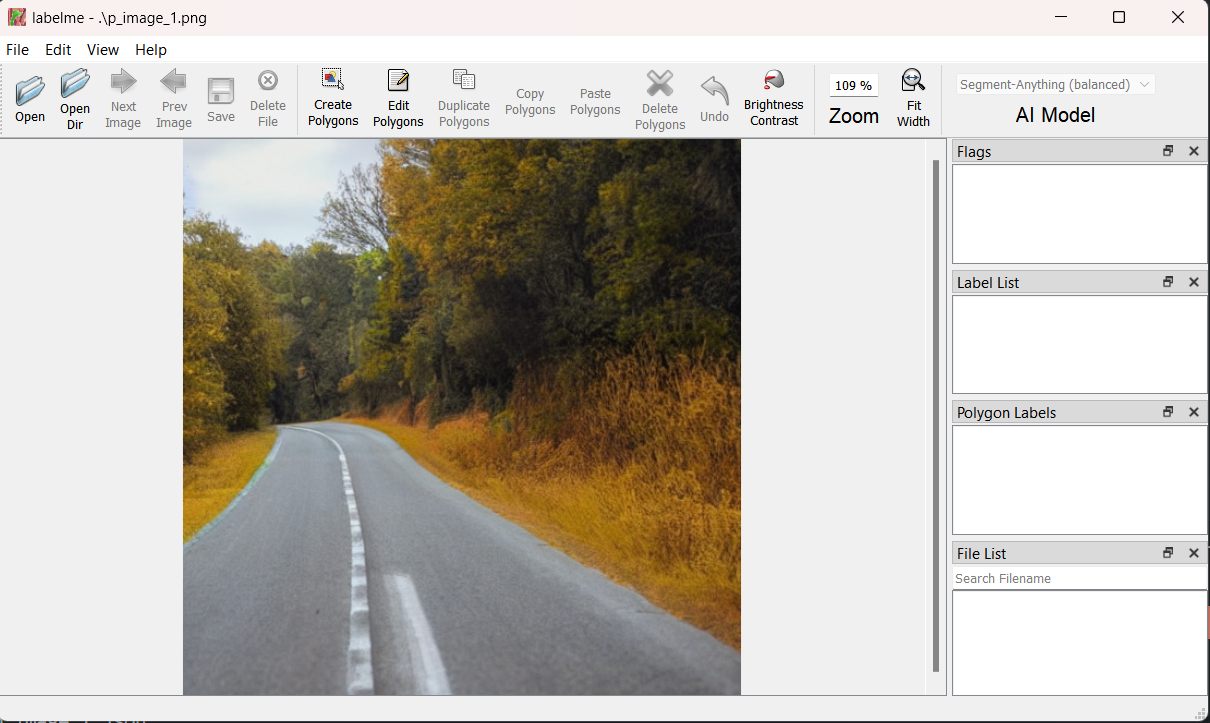 labelme - .\p_image_1.png
File Edit View Help
Open
Open Dir
Next Image
Prev Image
Save
Delete File
Create Polygons
Edit Polygons
Duplicate Polygons
Copy Polygons
Paste Polygons
Delete Polygons
Undo
Brightness Contrast
109 %
Zoom
Fit Width
Segment-Anything (balanced)
AI Model
Flags
Label List
Polygon Labels
File List
Search Filename